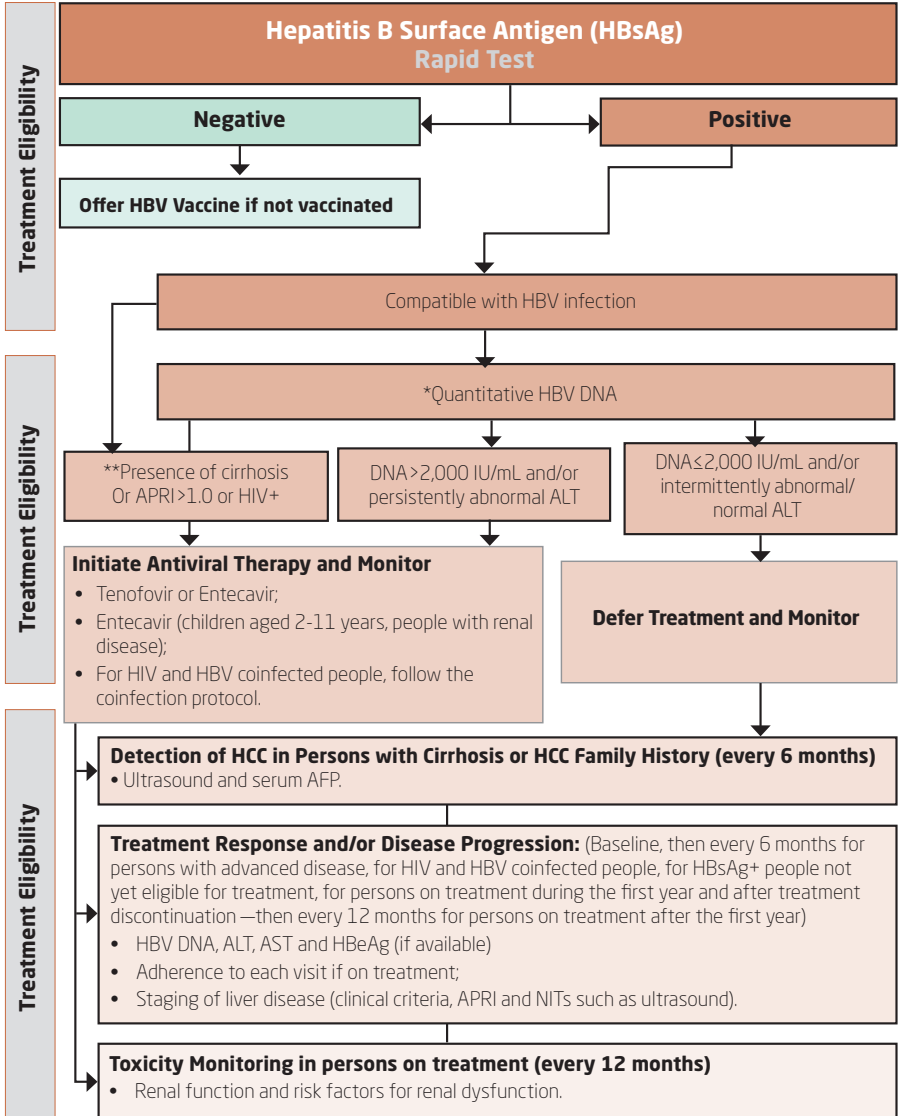 Treatment Eligibility
Hepatitis B Surface Antigen (HBsAg)
Rapid Test
Negative
Positive
Offer HBV Vaccine if not vaccinated
Compatible with HBV infection
Treatment Eligibility
*Quantitative HBV DNA
**Presence of cirrhosis
Or APRI>1.0 or HIV+
DNA>2,000 IU/mL and/or
persistently abnormal ALT
DNA≤2,000 IU/mL and/or
intermittently abnormal/
normal ALT
Initiate Antiviral Therapy and Monitor
• Tenofovir or Entecavir;
• Entecavir (children aged 2-11 years, people with renal
disease);
• For HIV and HBV coinfected people, follow the
coinfection protocol.
Defer Treatment and Monitor
Treatment Eligibility
Detection of HCC in Persons with Cirrhosis or HCC Family History (every 6 months)
• Ultrasound and serum AFP.
Treatment Response and/or Disease Progression: (Baseline, then every 6 months for
persons with advanced disease, for HIV and HBV coinfected people, for HBsAg+ people not
yet eligible for treatment, for persons on treatment during the first year and after treatment
discontinuation —then every 12 months for persons on treatment after the first year)
• HBV DNA, ALT, AST and HBeAg (if available)
• Adherence to each visit if on treatment;
• Staging of liver disease (clinical criteria, APRI and NITs such as ultrasound).
Toxicity Monitoring in persons on treatment (every 12 months)
• Renal function and risk factors for renal dysfunction.